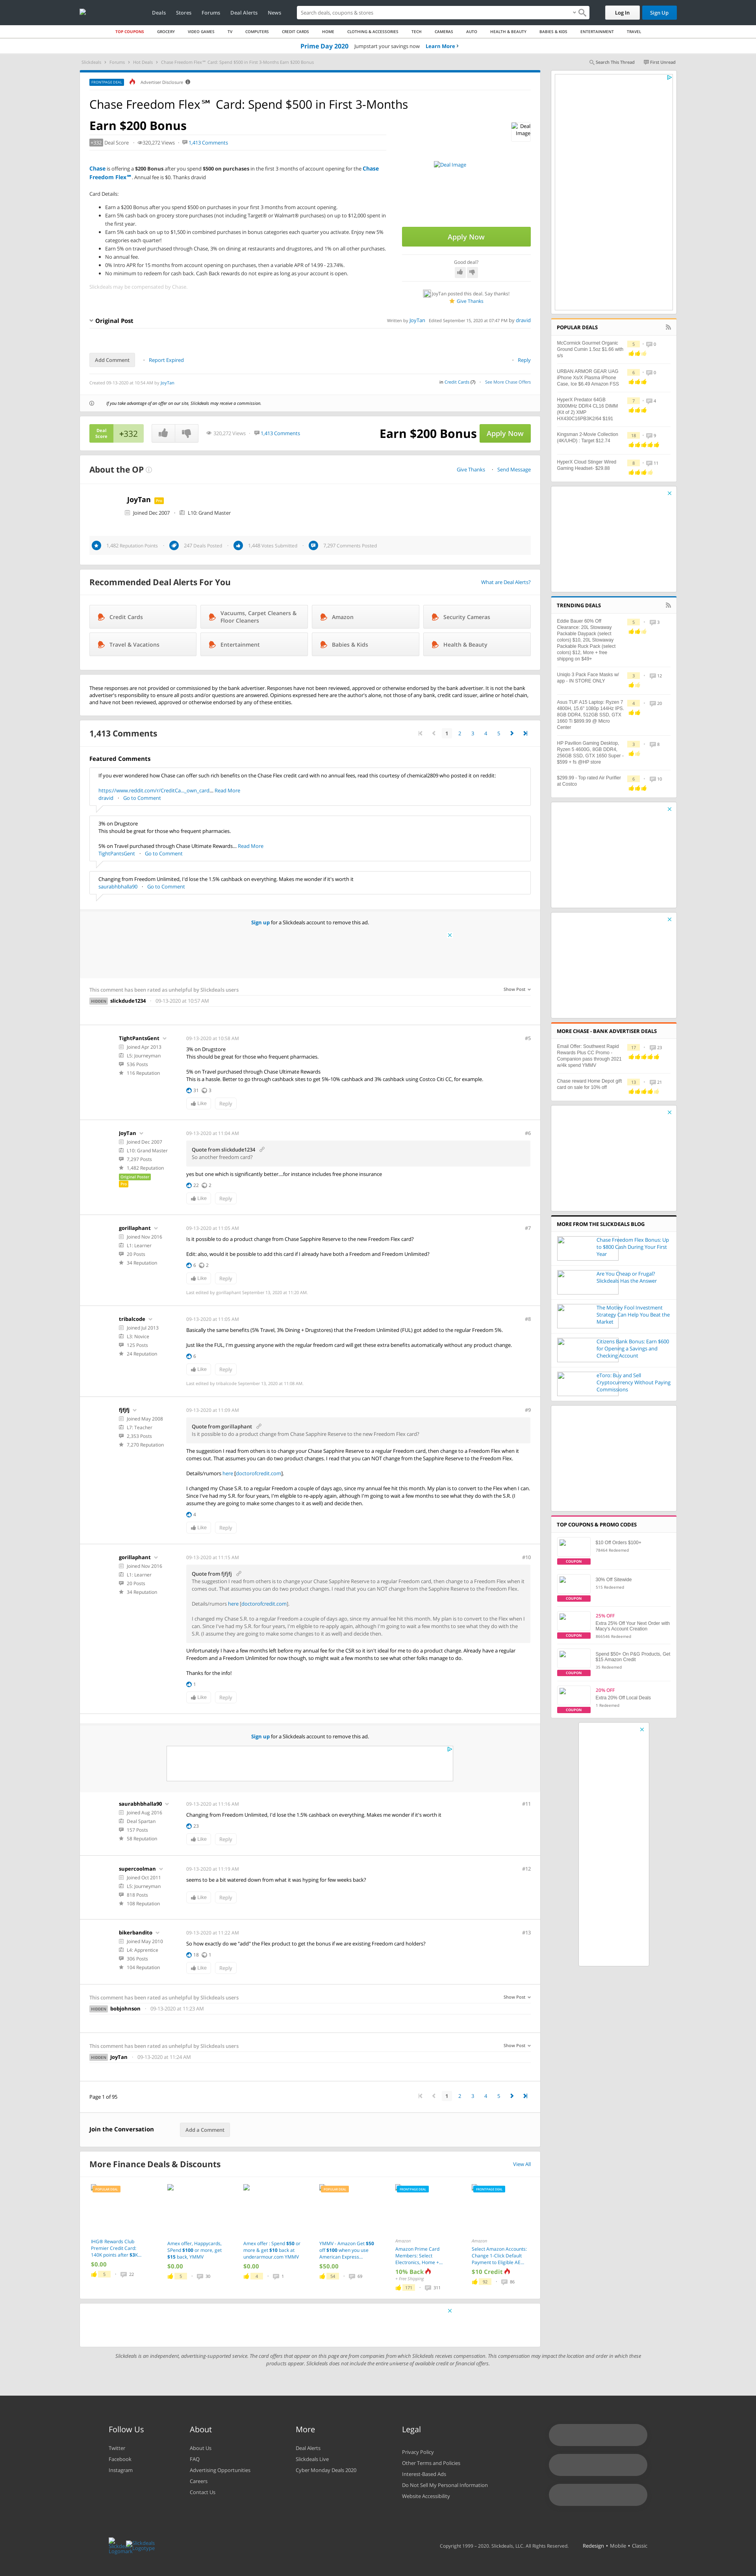 Deals Stores Forums Deal Alerts News
Search deals, coupons & stores
Log In Sign Up
TOP COUPONS GROCERY VIDEO GAMES TV COMPUTERS CREDIT CARDS HOME CLOTHING & ACCESSORIES TECH CAMERAS AUTO HEALTH & BEAUTY BABIES & KIDS ENTERTAINMENT TRAVEL
Prime Day 2020 Jumpstart your savings now Learn More
Slickdeals Forums Hot Deals Chase Freedom Flex℠ Card: Spend $500 in First 3-Months Earn $200 Bonus
Search This Thread First Unread
FRONTPAGE DEAL Advertiser Disclosure
Chase Freedom Flex℠ Card: Spend $500 in First 3-Months
Earn $200 Bonus
+332 Deal Score 320,272 Views 1,413 Comments
Deal Image
Deal Image
Chase is offering a $200 Bonus after you spend $500 on purchases in the first 3 months of account opening for the Chase
Freedom Flex℠. Annual fee is $0. Thanks dravid
Card Details:
Earn a $200 Bonus after you spend $500 on purchases in your first 3 months from account opening.
Earn 5% cash back on grocery store purchases (not including Target® or Walmart® purchases) on up to $12,000 spent in
the first year.
Earn 5% cash back on up to $1,500 in combined purchases in bonus categories each quarter you activate. Enjoy new 5%
categories each quarter!
Earn 5% on travel purchased through Chase, 3% on dining at restaurants and drugstores, and 1% on all other purchases.
No annual fee.
0% Intro APR for 15 months from account opening on purchases, then a variable APR of 14.99 - 23.74%.
No minimum to redeem for cash back. Cash Back rewards do not expire as long as your account is open.
Slickdeals may be compensated by Chase.
Apply Now
Good deal?
JoyTan posted this deal. Say thanks!
Give Thanks
Original Post
Written by JoyTan Edited September 15, 2020 at 07:47 PM by dravid
Add Comment Report Expired Reply
Created 09-13-2020 at 10:54 AM by JoyTan
in Credit Cards (7) See More Chase Offers
If you take advantage of an offer on our site, Slickdeals may receive a commission.
Deal
Score +332
320,272 Views 1,413 Comments
Earn $200 Bonus Apply Now
About the OP
Give Thanks Send Message
JoyTan Pro
Joined Dec 2007 L10: Grand Master
1,482 Reputation Points 247 Deals Posted 1,448 Votes Submitted 7,297 Comments Posted
Recommended Deal Alerts For You
What are Deal Alerts?
Credit Cards
Vacuums, Carpet Cleaners &
Floor Cleaners
Amazon
Security Cameras
Travel & Vacations
Entertainment
Babies & Kids
Health & Beauty
These responses are not provided or commissioned by the bank advertiser. Responses have not been reviewed, approved or otherwise endorsed by the bank advertiser. It is not the bank
advertiser's responsibility to ensure all posts and/or questions are answered. Opinions expressed here are the author's alone, not those of any bank, credit card issuer, airline or hotel chain,
and have not been reviewed, approved or otherwise endorsed by any of these entities.
1,413 Comments
1 2 3 4 5
Featured Comments
If you ever wondered how Chase can offer such rich benefits on the Chase Flex credit card with no annual fees, read this courtesy of chemical2809 who posted it on reddit:
https://www.reddit.com/r/CreditCa..._own_card... Read More
dravid Go to Comment
3% on Drugstore
This should be great for those who frequent pharmacies.
5% on Travel purchased through Chase Ultimate Rewards... Read More
TightPantsGent Go to Comment
Changing from Freedom Unlimited, I'd lose the 1.5% cashback on everything. Makes me wonder if it's worth it
saurabhbhalla90 Go to Comment
Sign up for a Slickdeals account to remove this ad.
This comment has been rated as unhelpful by Slickdeals users Show Post
HIDDEN slickdude1234 09-13-2020 at 10:57 AM
TightPantsGent
Joined Apr 2013
L5: Journeyman
536 Posts
116 Reputation
09-13-2020 at 10:58 AM #5
3% on Drugstore
This should be great for those who frequent pharmacies.
5% on Travel purchased through Chase Ultimate Rewards
This is a hassle. Better to go through cashback sites to get 5%-10% cashback and 3% cashback using Costco Citi CC, for example.
31 3
Like Reply
JoyTan
Joined Dec 2007
L10: Grand Master
7,297 Posts
1,482 Reputation
Original Poster
Pro
09-13-2020 at 11:04 AM #6
Quote from slickdude1234
So another freedom card?
yes but one which is significantly better....for instance includes free phone insurance
22 2
Like Reply
gorillaphant
Joined Nov 2016
L1: Learner
20 Posts
34 Reputation
09-13-2020 at 11:05 AM #7
Is it possible to do a product change from Chase Sapphire Reserve to the new Freedom Flex card?
Edit: also, would it be possible to add this card if I already have both a Freedom and Freedom Unlimited?
6 2
Like Reply
Last edited by gorillaphant September 13, 2020 at 11:20 AM.
tribalcode
Joined Jul 2013
L3: Novice
125 Posts
24 Reputation
09-13-2020 at 11:05 AM #8
Basically the same benefits (5% Travel, 3% Dining + Drugstores) that the Freedom Unlimited (FUL) got added to the regular Freedom 5%.
Just like the FUL, I'm guessing anyone with the regular freedom card will get these extra benefits automatically without any product change.
6
Like Reply
Last edited by tribalcode September 13, 2020 at 11:08 AM.
fjfjfj
Joined May 2006
L7: Teacher
2,353 Posts
7,270 Reputation
09-13-2020 at 11:09 AM #9
Quote from gorillaphant
Is it possible to do a product change from Chase Sapphire Reserve to the new Freedom Flex card?
The suggestion I read from others is to change your Chase Sapphire Reserve to a regular Freedom card, then change to a Freedom Flex when it
comes out. That assumes you can do two product changes. I read that you can NOT change from the Sapphire Reserve to the Freedom Flex.
Details/rumors here [doctorofcredit.com].
I changed my Chase S.R. to a regular Freedom a couple of days ago, since my annual fee hit this month. My plan is to convert to the Flex when I can.
Since I've had my S.R. for four years, I'm eligible to re-apply again, although I'm going to wait a few months to see what they do with the S.R. (I
assume they are going to make some changes to it as well) and decide then.
4
Like Reply
gorillaphant
Joined Nov 2016
L1: Learner
20 Posts
34 Reputation
09-13-2020 at 11:15 AM #10
Quote from fjfjfj
The suggestion I read from others is to change your Chase Sapphire Reserve to a regular Freedom card, then change to a Freedom Flex when it
comes out. That assumes you can do two product changes. I read that you can NOT change from the Sapphire Reserve to the Freedom Flex.
Details/rumors here [doctorofcredit.com].
I changed my Chase S.R. to a regular Freedom a couple of days ago, since my annual fee hit this month. My plan is to convert to the Flex when I
can. Since I've had my S.R. for four years, I'm eligible to re-apply again, although I'm going to wait a few months to see what they do with the
S.R. (I assume they are going to make some changes to it as well) and decide then.
Unfortunately I have a few months left before my annual fee for the CSR so it isn't ideal for me to do a product change. Already have a regular
Freedom and a Freedom Unlimited for now so idk, might wait to see what other folks manage to do with it.
Thanks for the info!
1
Like Reply
Sign up for a Slickdeals account to remove this ad.
saurabhbhalla90
Joined Aug 2016
Deal Spartan
157 Posts
58 Reputation
09-13-2020 at 11:16 AM #11
Changing from Freedom Unlimited, I'd lose the 1.5% cashback on everything. Makes me wonder if it's worth it
23
Like Reply
supercoolman
Joined Oct 2011
L5: Journeyman
818 Posts
108 Reputation
09-13-2020 at 11:19 AM #12
seems to be a bit watered down from what it was hyping for few weeks back?
Like Reply
bikerbandito
Joined May 2010
L4: Apprentice
306 Posts
104 Reputation
09-13-2020 at 11:22 AM #13
So how exactly do we "add" the Flex product to get the bonus if we are existing Freedom card holders?
18 1
Like Reply
This comment has been rated as unhelpful by Slickdeals users Show Post
HIDDEN bobjohnson 09-13-2020 at 11:23 AM
This comment has been rated as unhelpful by Slickdeals users Show Post
HIDDEN JoyTan 09-13-2020 at 11:24 AM
Page 1 of 95
1 2 3 4 5
Join the Conversation Add a Comment
More Finance Deals & Discounts View All
POPULAR DEAL
IHG® Rewards Club
Premier Credit Card:
140K points after $3K...
$0.00
5 22
Amex offer, Happycards,
SPend $100 or more, get
$15 back, YMMV
$0.00
5 30
Amex offer : Spend $50 or
more & get $10 back at
underarmour.com YMMV
$0.00
4 1
POPULAR DEAL
YMMV - Amazon Get $50
off $100 when you use
American Express...
$50.00
54 69
FRONTPAGE DEAL
Amazon
Amazon Prime Card
Members: Select
Electronics, Home +...
10% Back
+ Free Shipping
171 311
FRONTPAGE DEAL
Amazon
Select Amazon Accounts:
Change 1-Click Default
Payment to Eligible AE...
$10 Credit
92 86
POPULAR DEALS
McCormick Gourmet Organic
Ground Cumin 1.5oz $1.66 with
s/s
5 0
URBAN ARMOR GEAR UAG
iPhone Xs/X Plasma iPhone
Case, Ice $6.49 Amazon FSS
6 0
HyperX Predator 64GB
3000MHz DDR4 CL16 DIMM
(Kit of 2) XMP
HX430C16PB3K2/64 $191
7 4
Kingsman 2-Movie Collection
(4K/UHD) : Target $12.74
18 9
HyperX Cloud Stinger Wired
Gaming Headset- $29.88
8 11
TRENDING DEALS
Eddie Bauer 60% Off
Clearance: 20L Stowaway
Packable Daypack (select
colors) $10, 20L Stowaway
Packable Ruck Pack (select
colors) $12, More + free
shipping on $49+
5 3
Uniqlo 3 Pack Face Masks w/
app - IN STORE ONLY
3 12
Asus TUF A15 Laptop: Ryzen 7
4800H, 15.6" 1080p 144Hz IPS,
8GB DDR4, 512GB SSD, GTX
1660 Ti $899.99 @ Micro
Center
4 20
HP Pavilion Gaming Desktop,
Ryzen 5 4600G, 8GB DDR4,
256GB SSD, GTX 1650 Super -
$599 + fs @HP store
3 8
$299.99 - Top rated Air Purifier
at Costco
6 10
MORE CHASE - BANK ADVERTISER DEALS
Email Offer: Southwest Rapid
Rewards Plus CC Promo -
Companion pass through 2021
w/4k spend YMMV
17 23
Chase reward Home Depot gift
card on sale for 10% off
13 21
MORE FROM THE SLICKDEALS BLOG
Chase Freedom Flex Bonus: Up
to $800 Cash During Your First
Year
Are You Cheap or Frugal?
Slickdeals Has the Answer
The Motley Fool Investment
Strategy Can Help You Beat the
Market
Citizens Bank Bonus: Earn $600
for Opening a Savings and
Checking Account
eToro: Buy and Sell
Cryptocurrency Without Paying
Commissions
TOP COUPONS & PROMO CODES
$10 Off Orders $100+
COUPON
30% Off Sitewide
515 Redeemed
COUPON
25% OFF
Extra 25% Off Your Next Order with
Macy's Account Creation
COUPON
Spend $50+ On P&G Products, Get
$15 Amazon Credit
35 Redeemed
COUPON
20% OFF
Extra 20% Off Local Deals
1 Redeemed
COUPON
Slickdeals is an independent, advertising-supported service. The card offers that appear on this page are from companies from which Slickdeals receives compensation. This compensation may impact the location and order in which these
products appear. Slickdeals does not include the entire universe of available credit or financial offers.
Follow Us
Twitter
Facebook
Instagram
About
About Us
FAQ
Advertising Opportunities
Careers
Contact Us
More
Deal Alerts
Slickdeals Live
Cyber Monday Deals 2020
Legal
Privacy Policy
Other Terms and Policies
Interest-Based Ads
Do Not Sell My Personal Information
Website Accessibility
Slickdeals Logomark
Slickdeals Logotype
Copyright 1999 – 2020. Slickdeals, LLC. All Rights Reserved. Redesign • Mobile • Classic